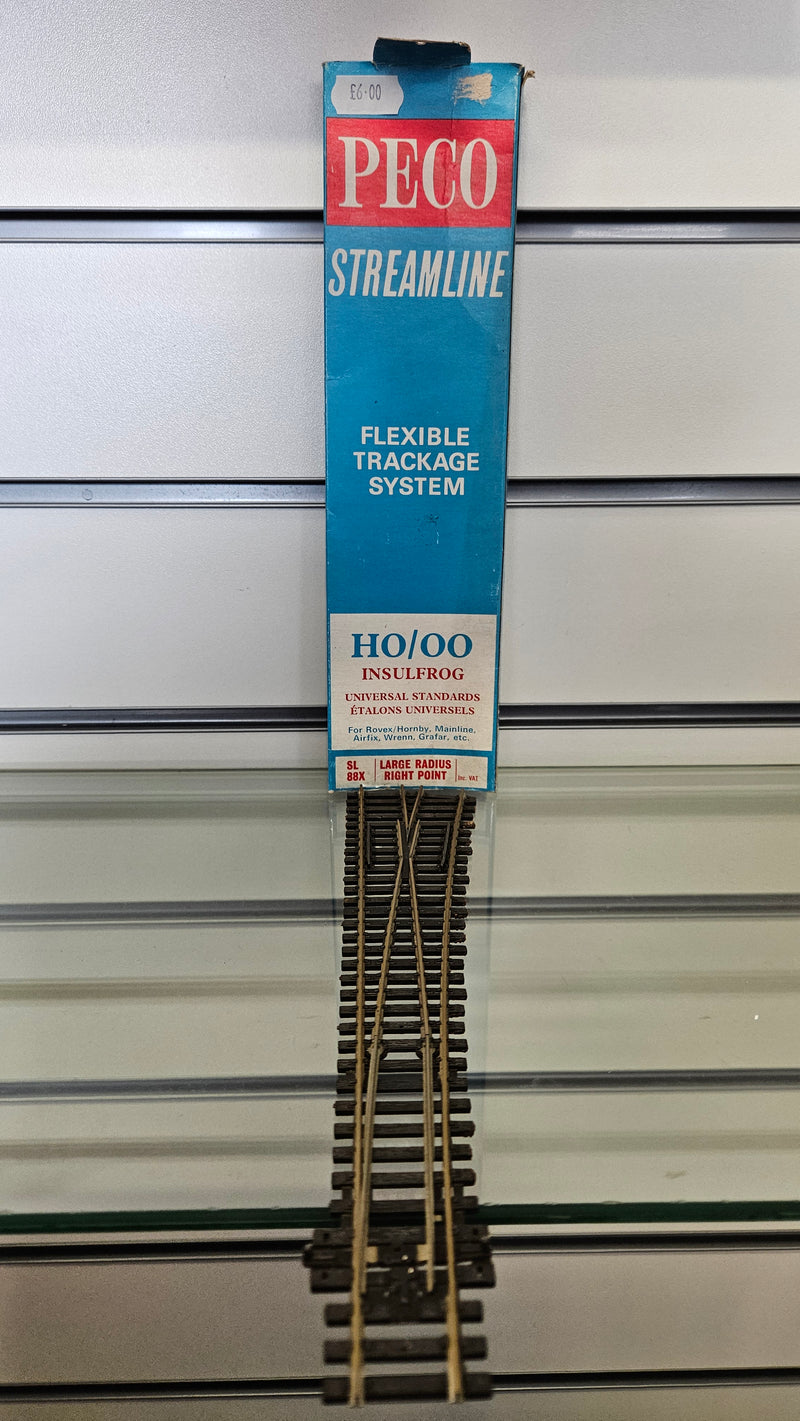 £6·00
PECO
STREAMLINE
FLEXIBLE
TRACKAGE
SYSTEM
HO/OO
INSULFROG
UNIVERSAL STANDARDS
ÉTALONS UNIVERSELS
For Rovex/Hornby, Mainline,
Airfix, Wrenn, Grafar, etc.
SL
88X
LARGE RADIUS
RIGHT POINT
Inc. VAT